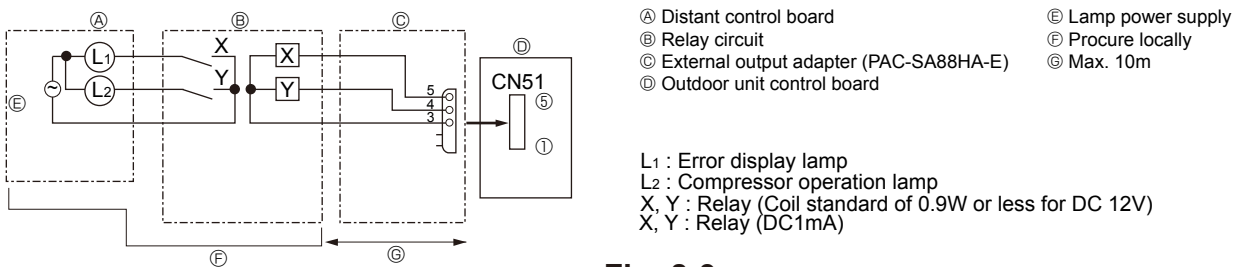 Ⓐ Ⓑ Ⓒ
Ⓓ
L1 X X
L2 Y Y
Ⓔ
5
4
3
CN51
⑤
①
Ⓕ Ⓖ
Ⓐ Distant control board
Ⓑ Relay circuit
Ⓒ External output adapter (PAC-SA88HA-E)
Ⓓ Outdoor unit control board
Ⓔ Lamp power supply
Ⓕ Procure locally
Ⓖ Max. 10m
L1 : Error display lamp
L2 : Compressor operation lamp
X, Y : Relay (Coil standard of 0.9W or less for DC 12V)
X, Y : Relay (DC1mA)